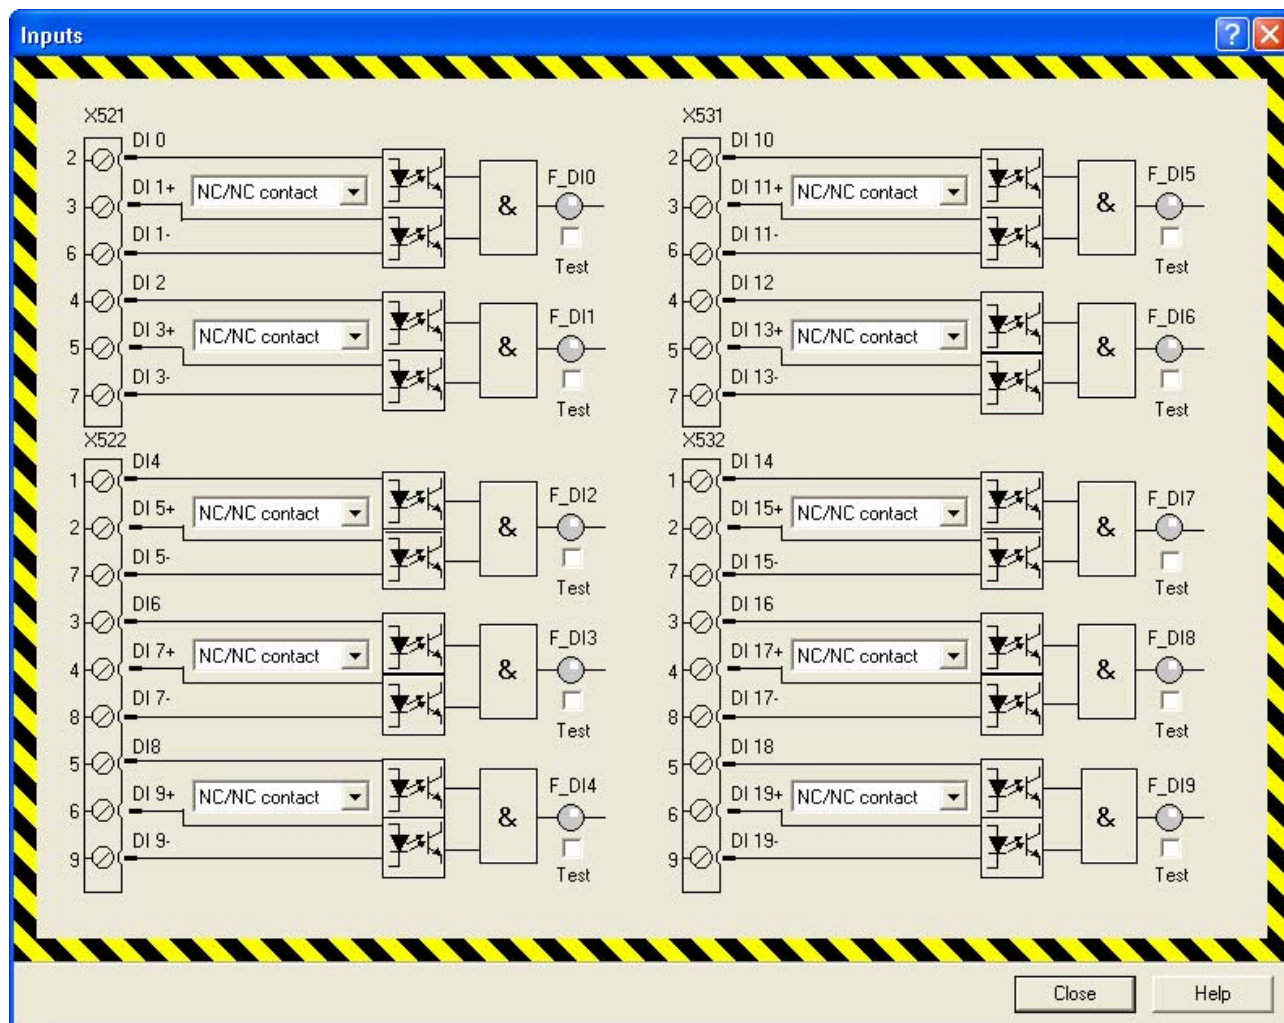 Inputs
X521
2 DI 0
NC/NC contact
3 DI 1+
6 DI 1-
& F_DI0
Test
4 DI 2
NC/NC contact
5 DI 3+
7 DI 3-
& F_DI1
Test
X522
1 DI4
NC/NC contact
2 DI 5+
7 DI 5-
& F_DI2
Test
3 DI6
NC/NC contact
4 DI 7+
8 DI 7-
& F_DI3
Test
5 DI8
NC/NC contact
6 DI 9+
9 DI 9-
& F_DI4
Test
X531
2 DI 10
NC/NC contact
3 DI 11+
6 DI 11-
& F_DI5
Test
4 DI 12
NC/NC contact
5 DI 13+
7 DI 13-
& F_DI6
Test
X532
1 DI 14
NC/NC contact
2 DI 15+
7 DI 15-
& F_DI7
Test
3 DI 16
NC/NC contact
4 DI 17+
8 DI 17-
& F_DI8
Test
5 DI 18
NC/NC contact
6 DI 19+
9 DI 19-
& F_DI9
Test
Close Help